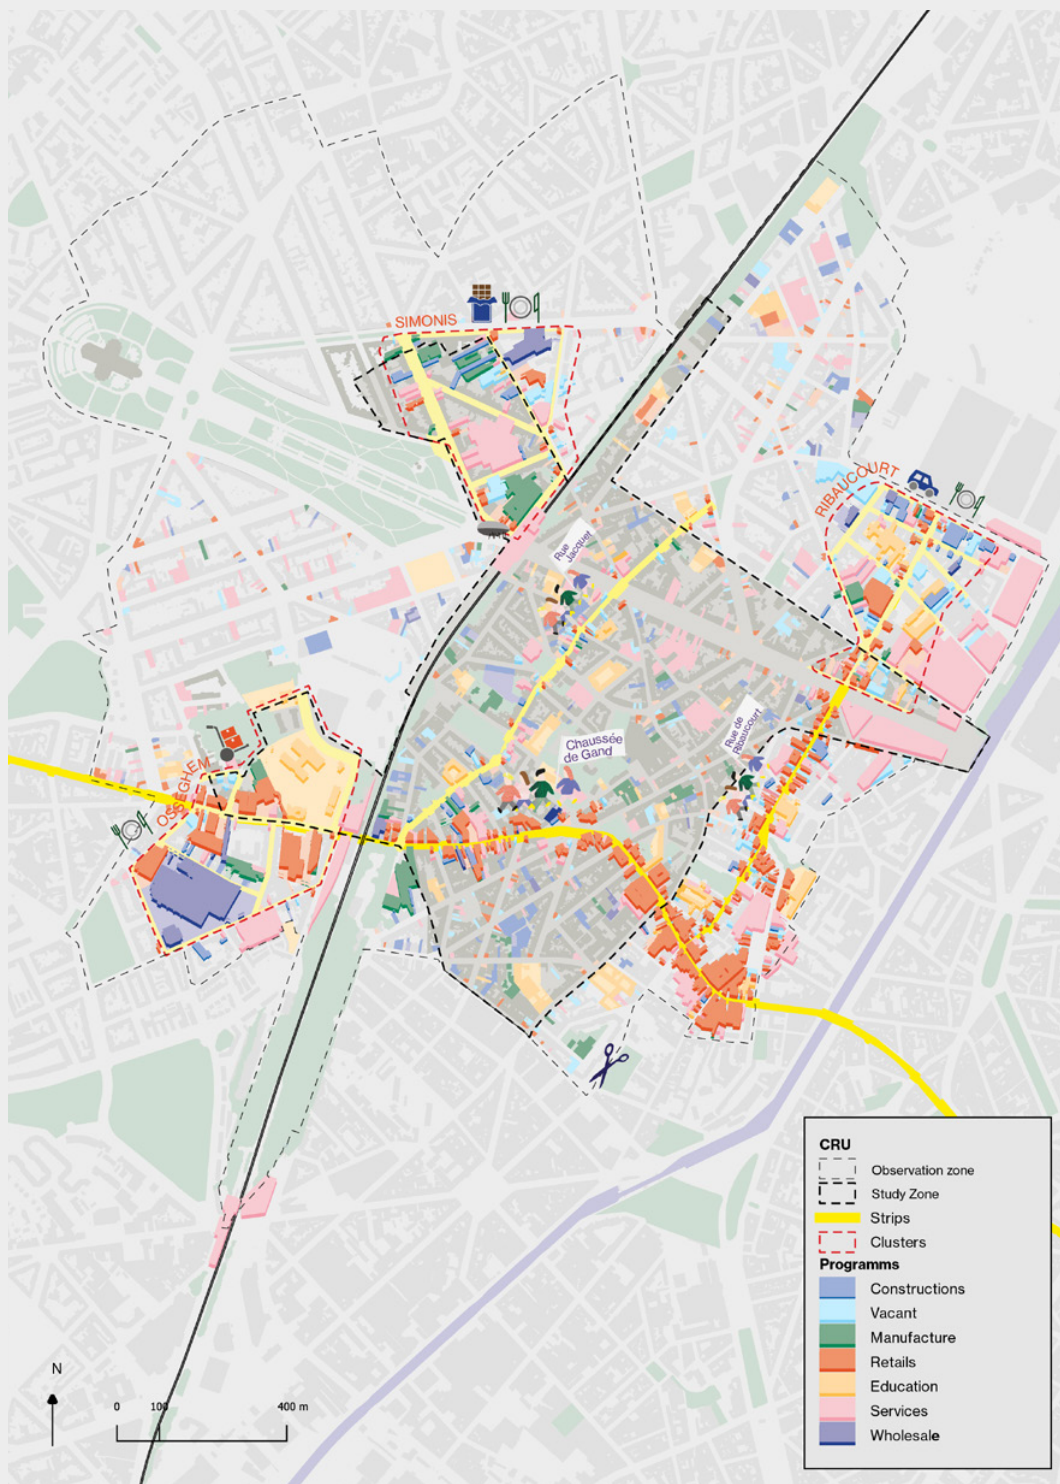 SIMONIS
RIBAUCOURT
Rue
Jacquet
Rue de
Ribaucourt
Chaussée
de Gand
OSSEGHEM
CRU
Observation zone
Study Zone
Strips
Clusters
Programms
Constructions
Vacant
Manufacture
Retails
Education
Services
Wholesale
N
0 100 400 m